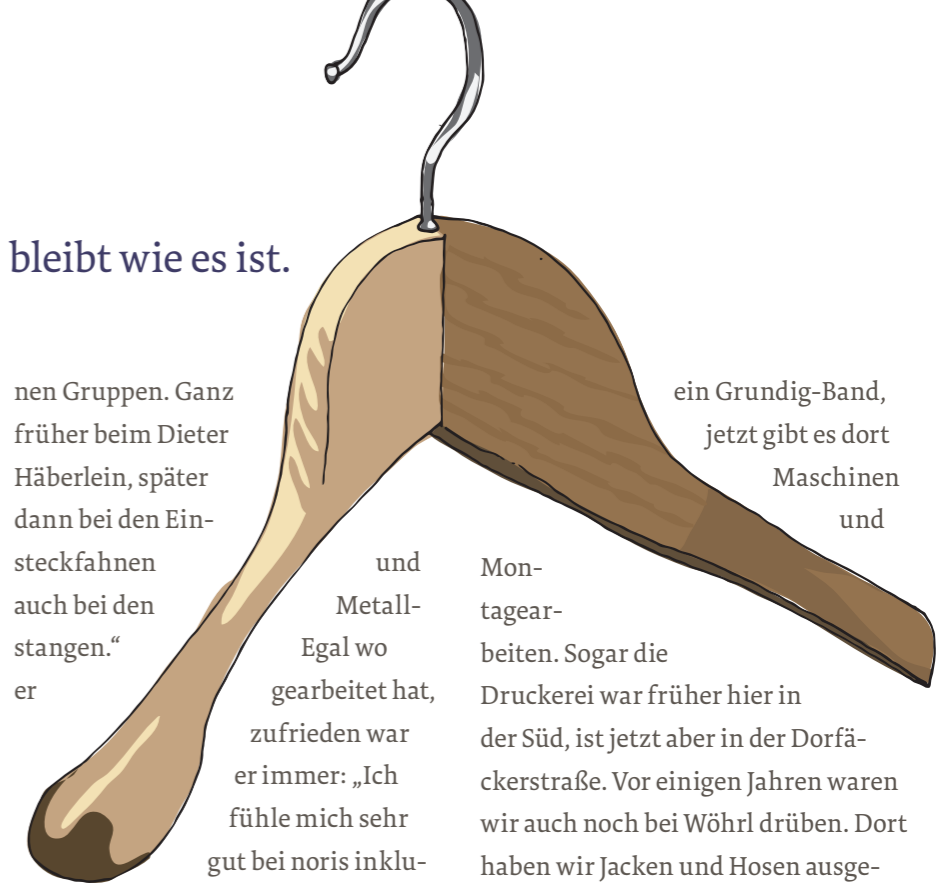 bleibt wie es ist.
nen Gruppen. Ganz
früher beim Dieter
Häberlein, später
dann bei den Ein-
steckfahnen und
auch bei den Metall-
stangen.“ Egal wo
er gearbeitet hat,
zufrieden war
er immer: „Ich
fühle mich sehr
gut bei noris inklu-
ein Grundig-Band,
jetzt gibt es dort
Maschinen
und
Mon-
tagear-
beiten. Sogar die
Druckerei war früher hier in
der Süd, ist jetzt aber in der Dorfä-
ckerstraße. Vor einigen Jahren waren
wir auch noch bei Wöhrl drüben. Dort
haben wir Jacken und Hosen ausge-